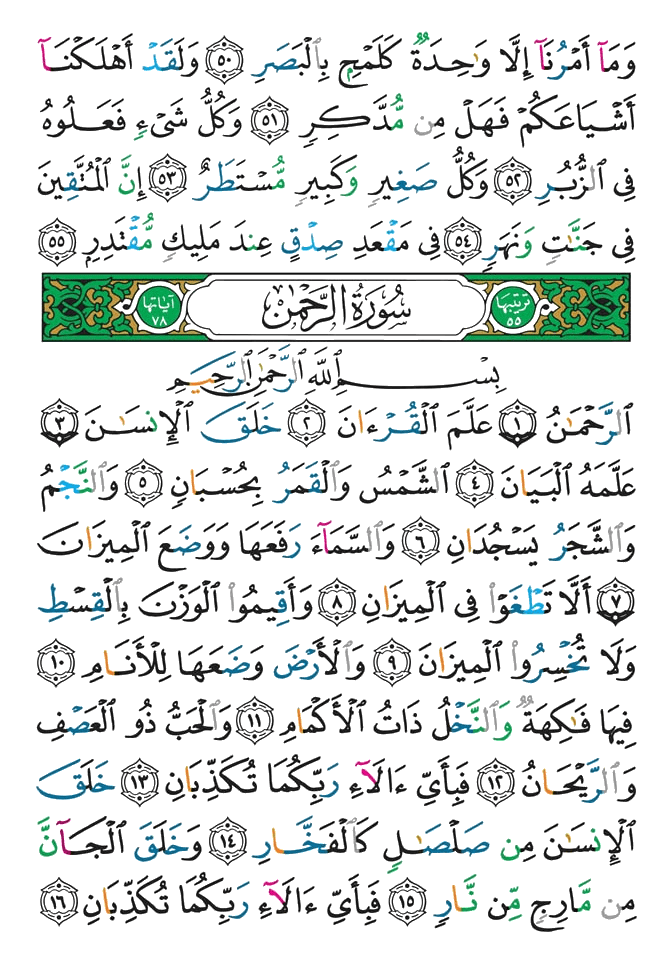 وَمَآ أَمْرُنَآ إِلَّا وَٰحِدَةٌ كَلَمْحٍۭ بِٱلْبَصَرِ ٥٠ وَلَقَدْ أَهْلَكْنَآ
أَشْيَاعَكُمْ فَهَلْ مِن مُّدَّكِرٍ ٥١ وَكُلُّ شَىْءٍ فَعَلُوهُ
فِى ٱلزُّبُرِ ٥٢ وَكُلُّ صَغِيرٍ وَكَبِيرٍ مُّسْتَطَرٌ ٥٣ إِنَّ ٱلْمُتَّقِينَ
فِى جَنَّٰتٍ وَنَهَرٍ ٥٤ فِى مَقْعَدِ صِدْقٍ عِندَ مَلِيكٍ مُّقْتَدِرٍۭ ٥٥
ترتيبها ٥٥ سُورَةُ الرَّحْمَٰن آياتها ٧٨
بِسْمِ ٱللَّهِ ٱلرَّحْمَٰنِ ٱلرَّحِيمِ
ٱلرَّحْمَٰنُ ١ عَلَّمَ ٱلْقُرْءَانَ ٢ خَلَقَ ٱلْإِنسَٰنَ ٣
عَلَّمَهُ ٱلْبَيَانَ ٤ ٱلشَّمْسُ وَٱلْقَمَرُ بِحُسْبَانٍ ٥ وَٱلنَّجْمُ
وَٱلشَّجَرُ يَسْجُدَانِ ٦ وَٱلسَّمَآءَ رَفَعَهَا وَوَضَعَ ٱلْمِيزَانَ
٧ أَلَّا تَطْغَوْا۟ فِى ٱلْمِيزَانِ ٨ وَأَقِيمُوا۟ ٱلْوَزْنَ بِٱلْقِسْطِ
وَلَا تُخْسِرُوا۟ ٱلْمِيزَانَ ٩ وَٱلْأَرْضَ وَضَعَهَا لِلْأَنَامِ ١٠
فِيهَا فَٰكِهَةٌ وَٱلنَّخْلُ ذَاتُ ٱلْأَكْمَامِ ١١ وَٱلْحَبُّ ذُو ٱلْعَصْفِ
وَٱلرَّيْحَانُ ١٢ فَبِأَىِّ ءَالَآءِ رَبِّكُمَا تُكَذِّبَانِ ١٣ خَلَقَ
ٱلْإِنسَٰنَ مِن صَلْصَٰلٍ كَٱلْفَخَّارِ ١٤ وَخَلَقَ ٱلْجَآنَّ
مِن مَّارِجٍ مِّن نَّارٍ ١٥ فَبِأَىِّ ءَالَآءِ رَبِّكُمَا تُكَذِّبَانِ ١٦